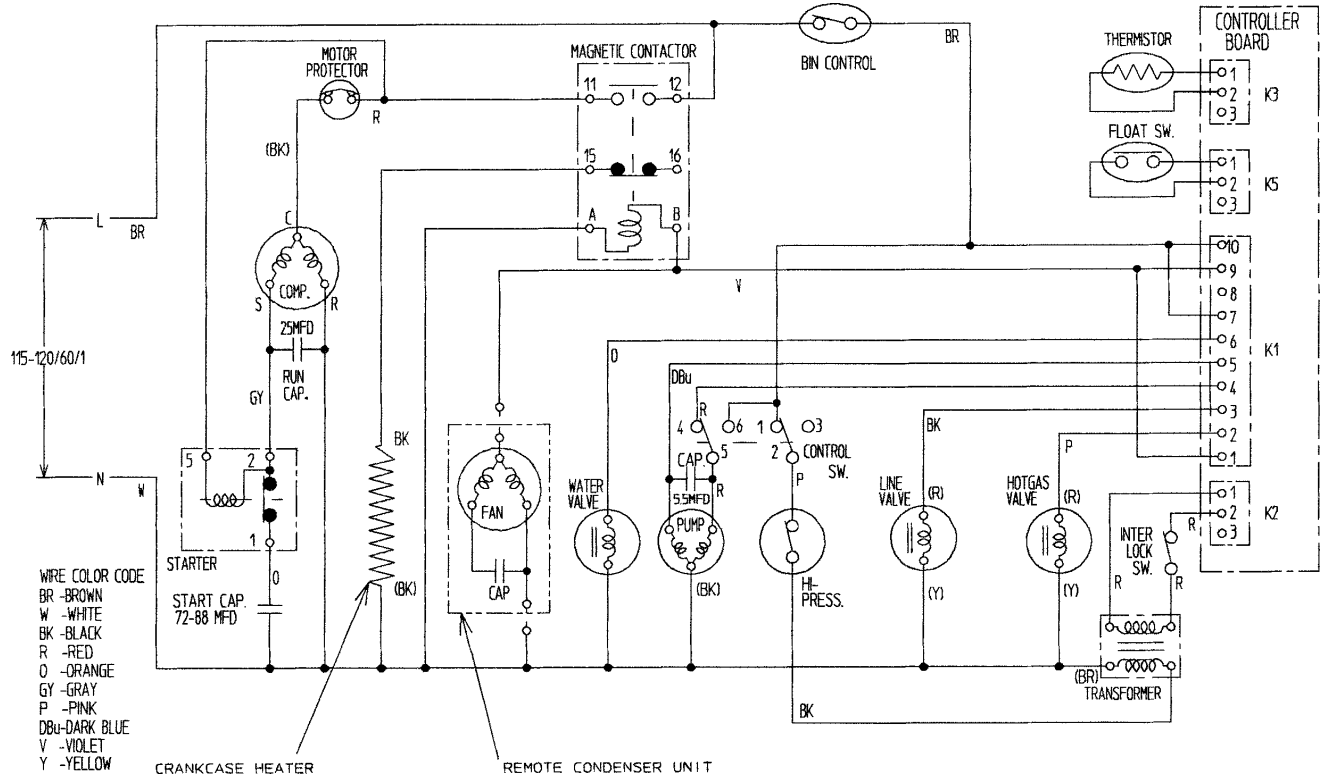 CONTROLLER
BOARD
THERMISTOR
1
2
3
K3
FLOAT SW.
1
2
3
K5
BIN CONTROL
BR
MAGNETIC CONTACTOR
11
12
15
16
A
B
MOTOR
PROTECTOR
R
(BK)
C
L
BR
COMP.
S
R
25MFD
RUN
CAP.
GY
115-120/60/1
N
W
5
2
1
STARTER
O
START CAP.
72-88 MFD
BK
(BK)
FAN
CAP
V
O
DBu
R
4
6
5
1
3
2
CONTROL
SW.
CAP.
5.5MFD
R
PUMP
(BK)
WATER
VALVE
P
HI-
PRESS.
BK
BK
LINE
VALVE
(R)
(Y)
P
HOTGAS
VALVE
(R)
(Y)
10
9
8
7
6
5
4
3
2
1
K1
1
2
3
K2
R
INTER
LOCK
SW.
R
R
(BR)
TRANSFORMER
WIRE COLOR CODE
BR -BROWN
W -WHITE
BK -BLACK
R -RED
O -ORANGE
GY -GRAY
P -PINK
DBu-DARK BLUE
V -VIOLET
Y -YELLOW
CRANKCASE HEATER
REMOTE CONDENSER UNIT